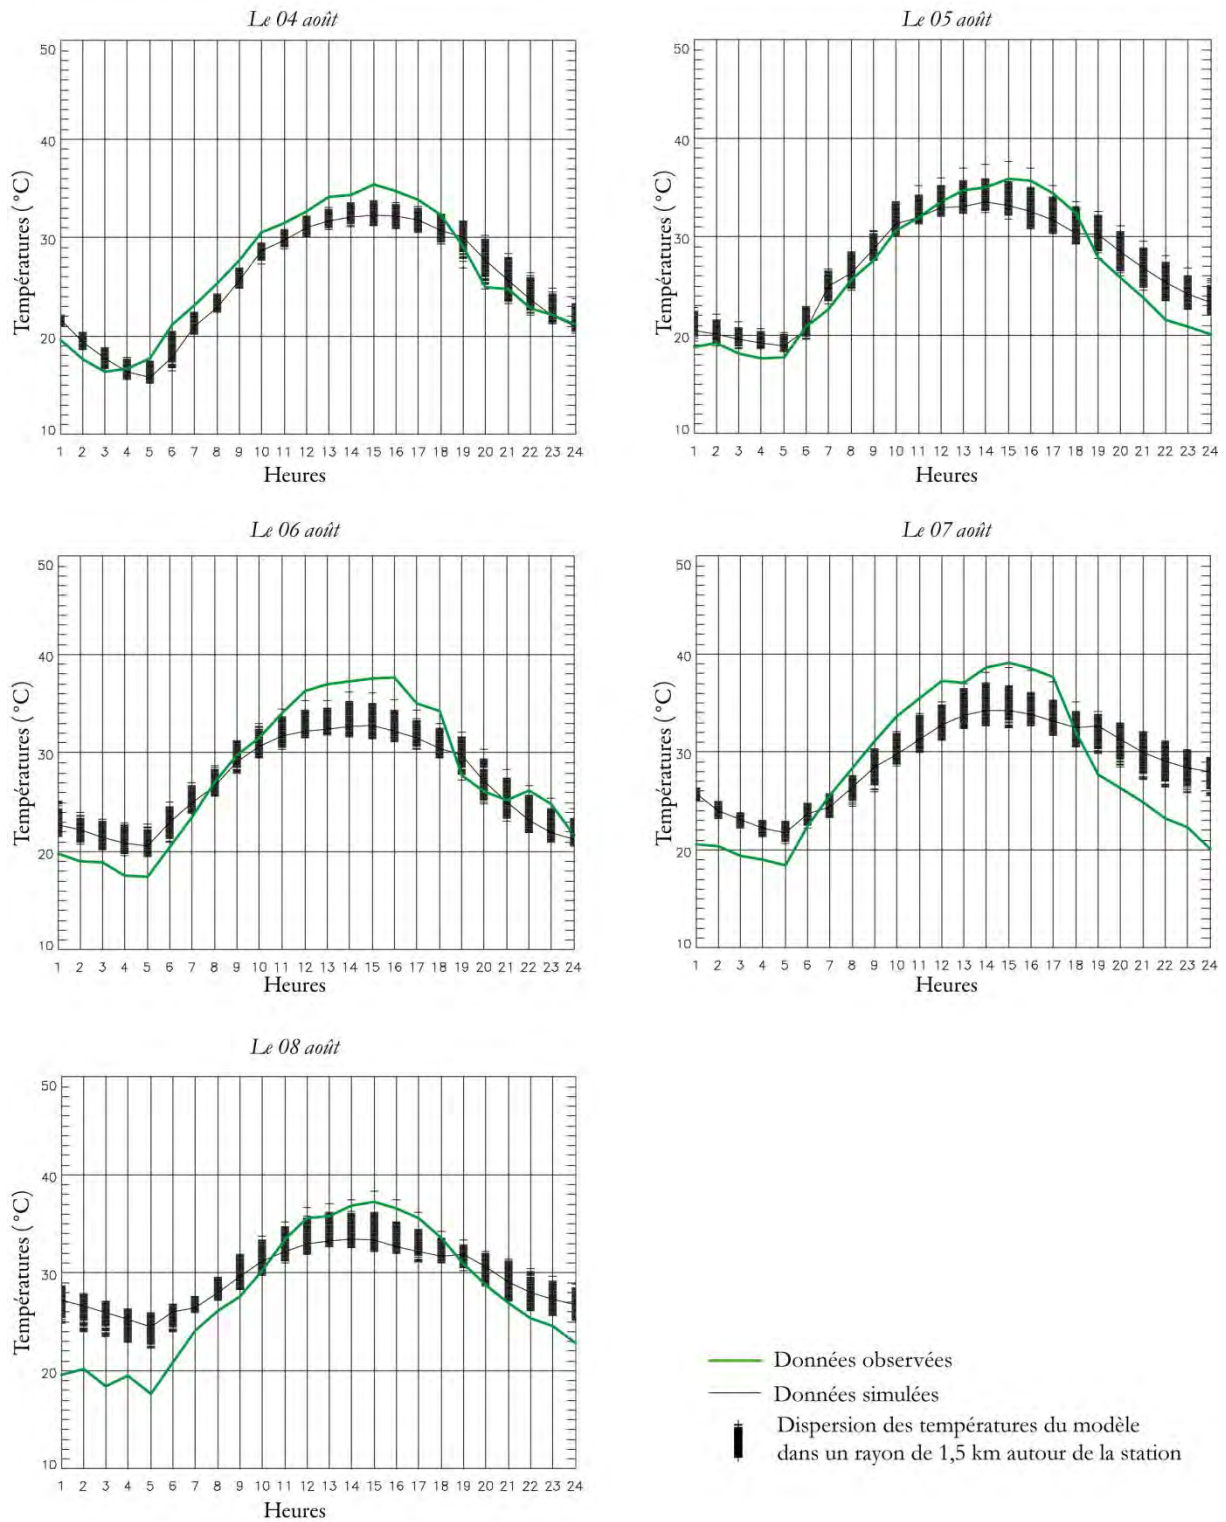 Le 04 août
50
40
30
20
10
Températures (°C)
1 2 3 4 5 6 7 8 9 10 11 12 13 14 15 16 17 18 19 20 21 22 23 24
Heures
Le 05 août
50
40
30
20
10
Températures (°C)
1 2 3 4 5 6 7 8 9 10 11 12 13 14 15 16 17 18 19 20 21 22 23 24
Heures
Le 06 août
50
40
30
20
10
Températures (°C)
1 2 3 4 5 6 7 8 9 10 11 12 13 14 15 16 17 18 19 20 21 22 23 24
Heures
Le 07 août
50
40
30
20
10
Températures (°C)
1 2 3 4 5 6 7 8 9 10 11 12 13 14 15 16 17 18 19 20 21 22 23 24
Heures
Le 08 août
50
40
30
20
10
Températures (°C)
1 2 3 4 5 6 7 8 9 10 11 12 13 14 15 16 17 18 19 20 21 22 23 24
Heures
Données observées
Données simulées
Dispersion des températures du modèle
dans un rayon de 1,5 km autour de la station